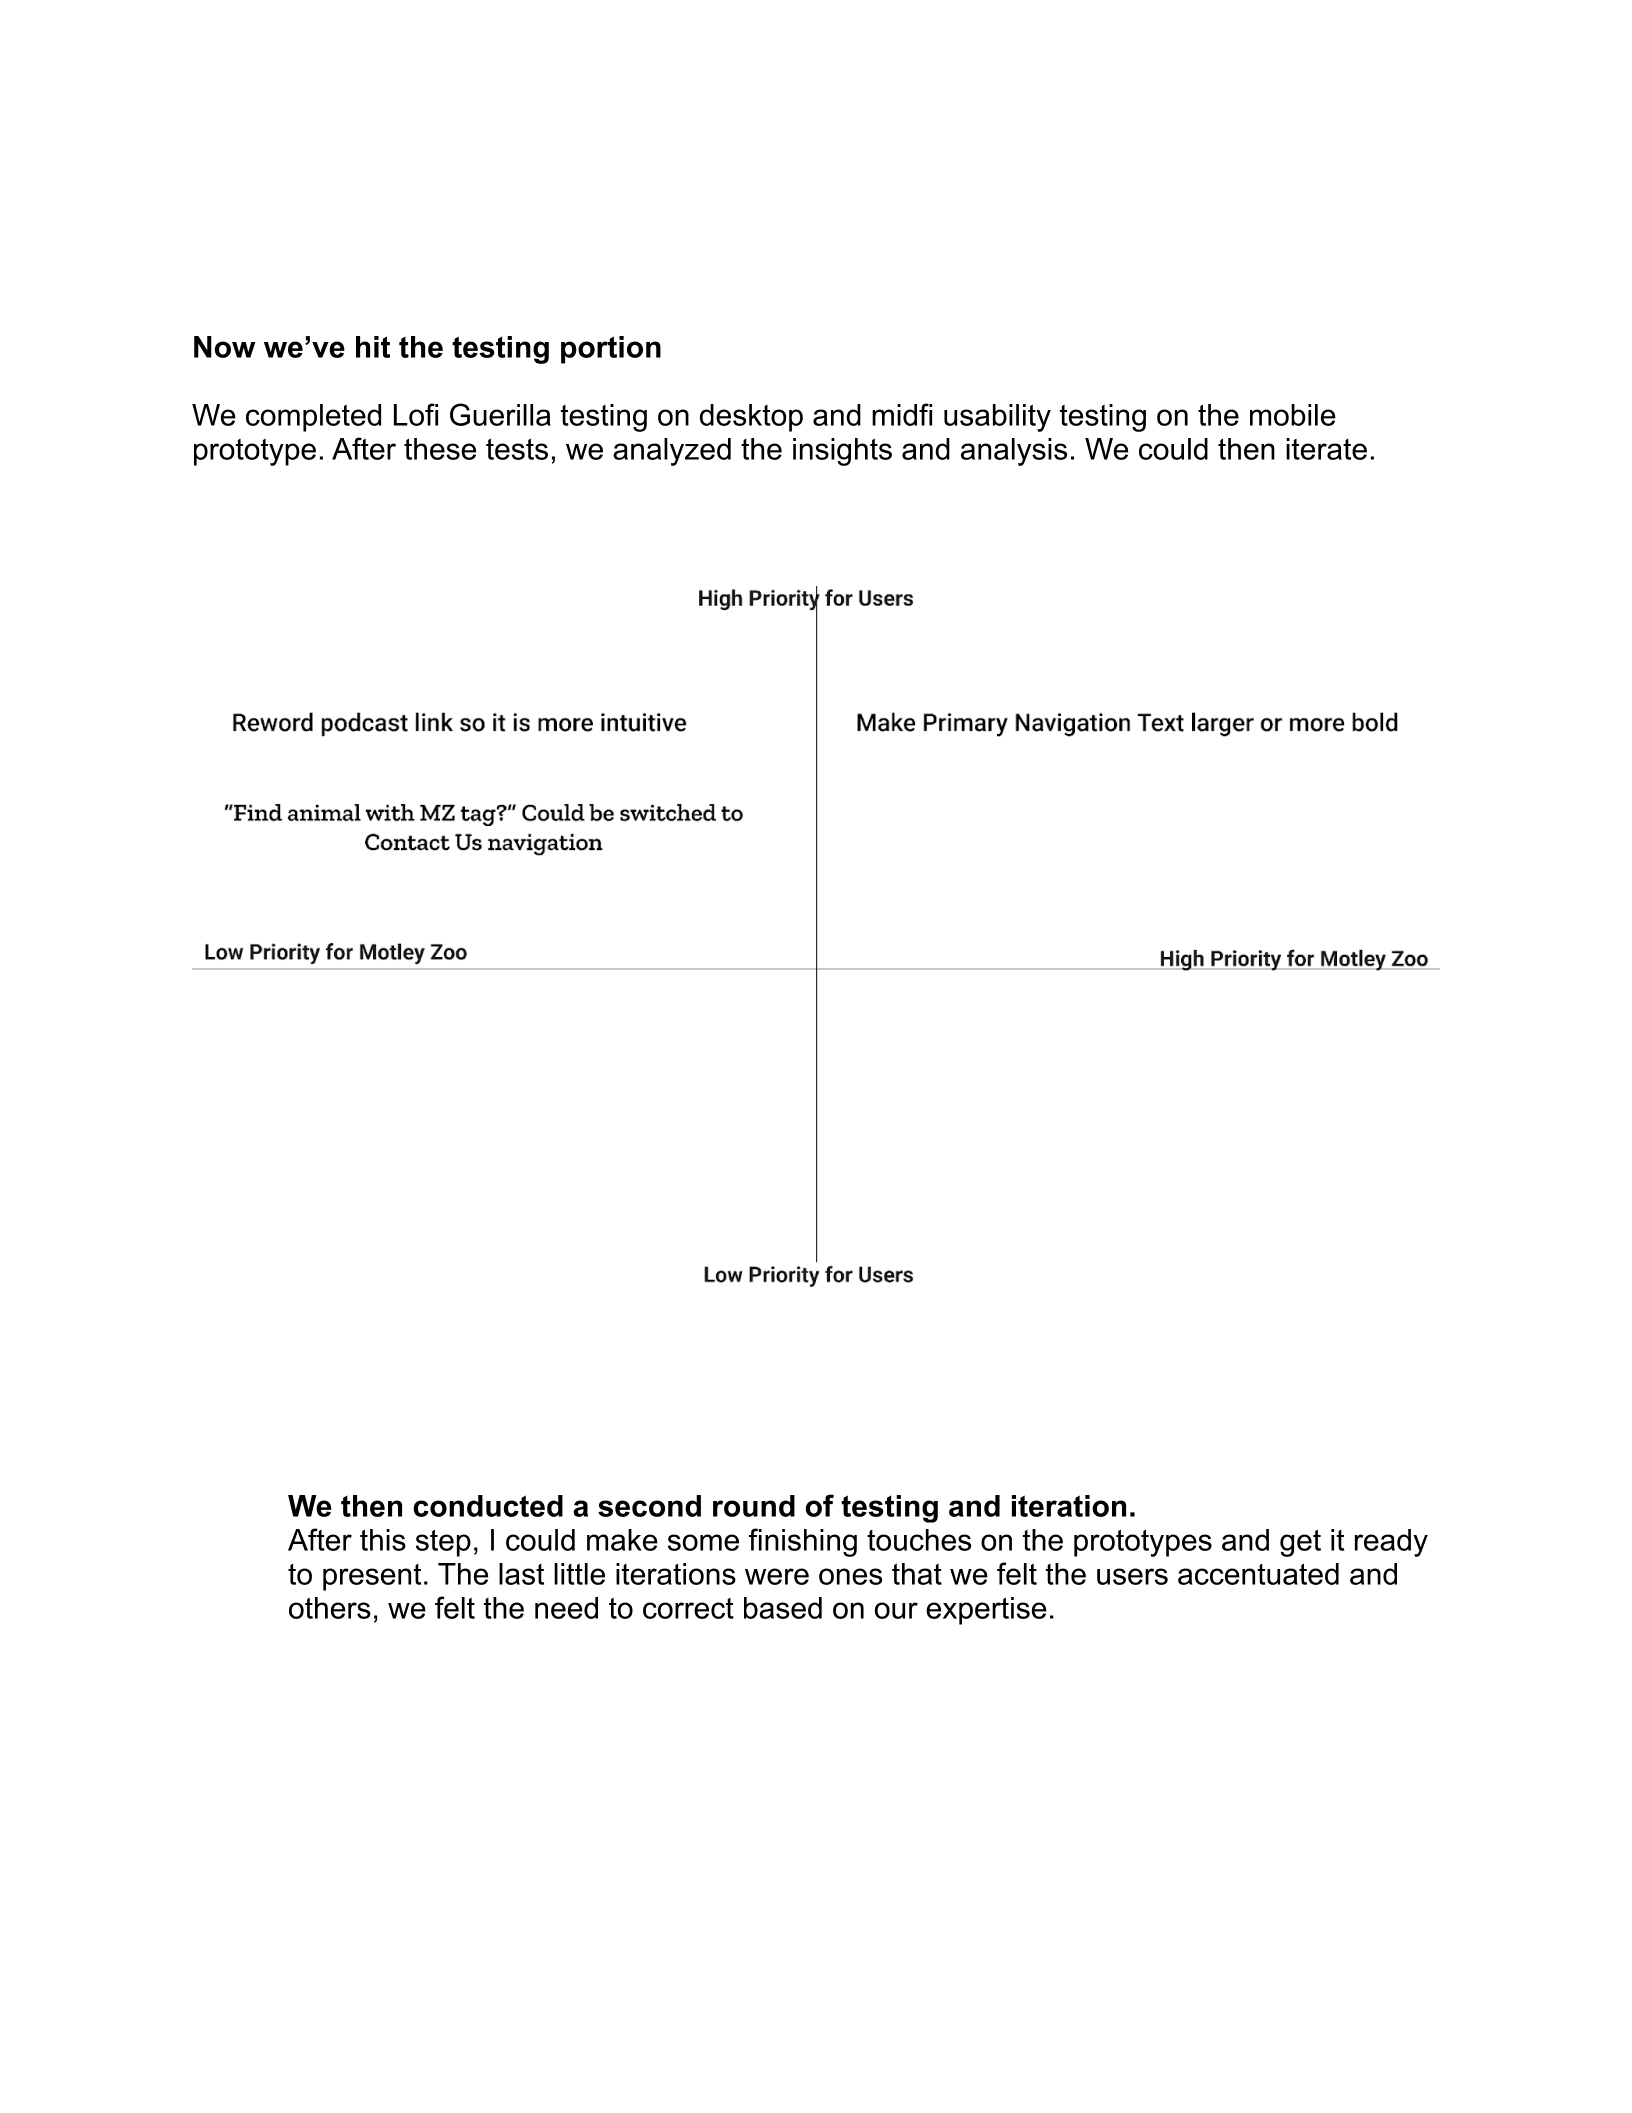 Now we’ve hit the testing portion
We completed Lofi Guerilla testing on desktop and midfi usability testing on the mobile
prototype. After these tests, we analyzed the insights and analysis. We could then iterate.
High Priority for Users
Reword podcast link so it is more intuitive
Make Primary Navigation Text larger or more bold
“Find animal with MZ tag?” Could be switched to
Contact Us navigation
Low Priority for Motley Zoo
High Priority for Motley Zoo
Low Priority for Users
We then conducted a second round of testing and iteration.
After this step, I could make some finishing touches on the prototypes and get it ready
to present. The last little iterations were ones that we felt the users accentuated and
others, we felt the need to correct based on our expertise.